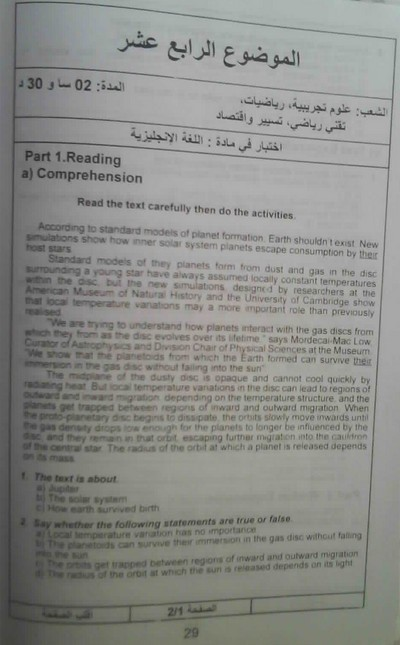 الموضوع الرابع عشر
الشعب: علوم تجريبية، رياضيات،
تقني رياضي، تسيير واقتصاد
المدة: 02 سا و 30 د
اختبار في مادة : اللغة الإنجليزية
Part 1.Reading
a) Comprehension
Read the text carefully then do the activities.
According to standard models of planet formation, Earth shouldn't exist. New
simulations show how inner solar system planets escape consumption by their
host stars.
Standard models of they planets form from dust and gas in the disc
surrounding a young star have always assumed locally constant temperatures
within the disc, but the new simulations, designed by researchers at the
American Museum of Natural History and the University of Cambridge show
that local temperature variations may a more important role than previously
realised.
"We are trying to understand how planets interact with the gas discs from
which they from as the disc evolves over its lifetime," says Mordecai-Mac Low,
Curator of Astrophysics and Division Chair of Physical Sciences at the Museum.
"We show that the planetoids from which the Earth formed can survive their
immersion in the gas disc without falling into the sun".
The midplane of the dusty disc is opaque and cannot cool quickly by
radiating heat. But local temperature variations in the disc can lead to regions of
outward and inward migration, depending on the temperature structure, and the
planets get trapped between regions of inward and outward migration. When
the proto-planetary disc begins to dissipate, the orbits slowly move inwards until
the gas density drops low enough for the planets to longer be influenced by the
disc, and they remain in that orbit, escaping further migration into the cauldron
of the central star. The radius of the orbit at which a planet is released depends
on its mass.
1. The text is about.
a) Jupiter
b) The solar system
c) How earth survived birth
2. Say whether the following statements are true or false.
a) Local temperature variation has no importance.
b) The planetoids can survive their immersion in the gas disc without falling
into the sun.
c) The orbits get trapped between regions of inward and outward migration.
d) The radius of the orbit at which the sun is released depends on its light.
الصفحة 2/1
اقلب الصفحة
29